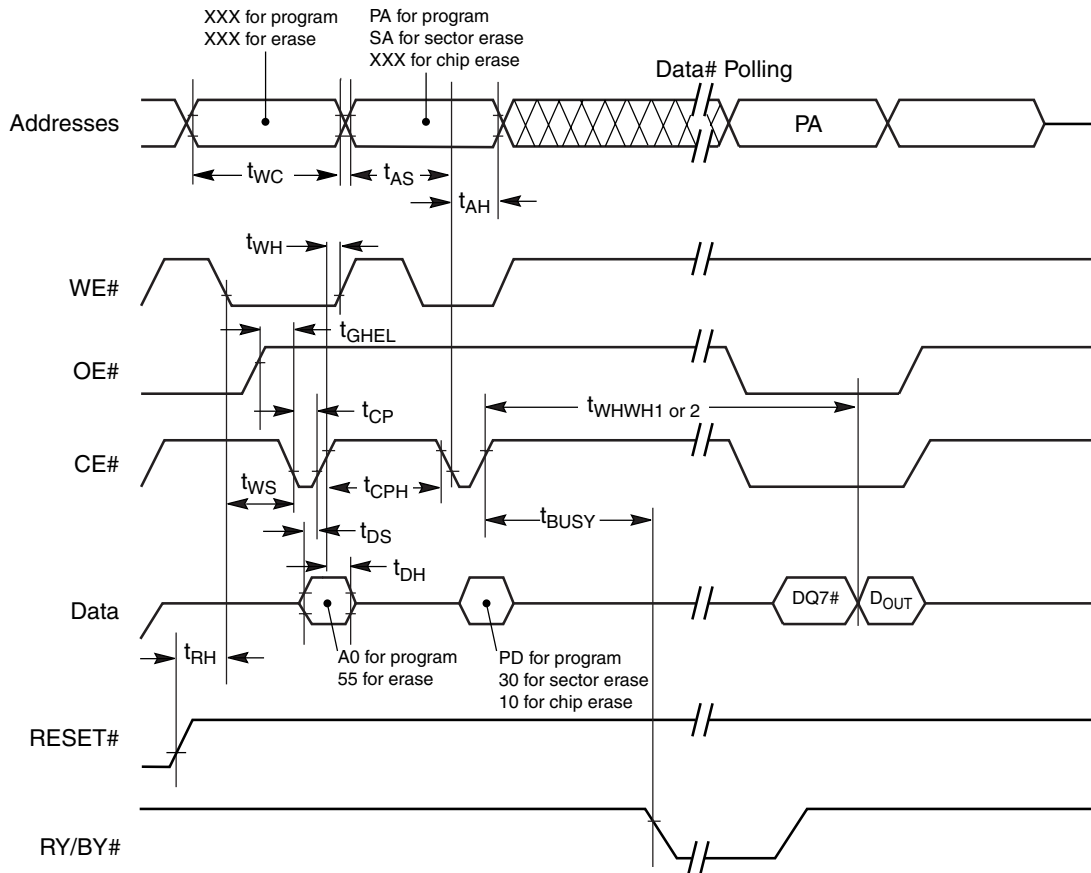 XXX for program
XXX for erase
PA for program
SA for sector erase
XXX for chip erase
Data# Polling
Addresses
PA
tWC
tAS
tAH
tWH
WE#
tGHEL
OE#
tWHWH1 or 2
tCP
CE#
tWS
tCPH
tBUSY
tDS
tDH
Data
DQ7#
DOUT
tRH
A0 for program
55 for erase
PD for program
30 for sector erase
10 for chip erase
RESET#
RY/BY#